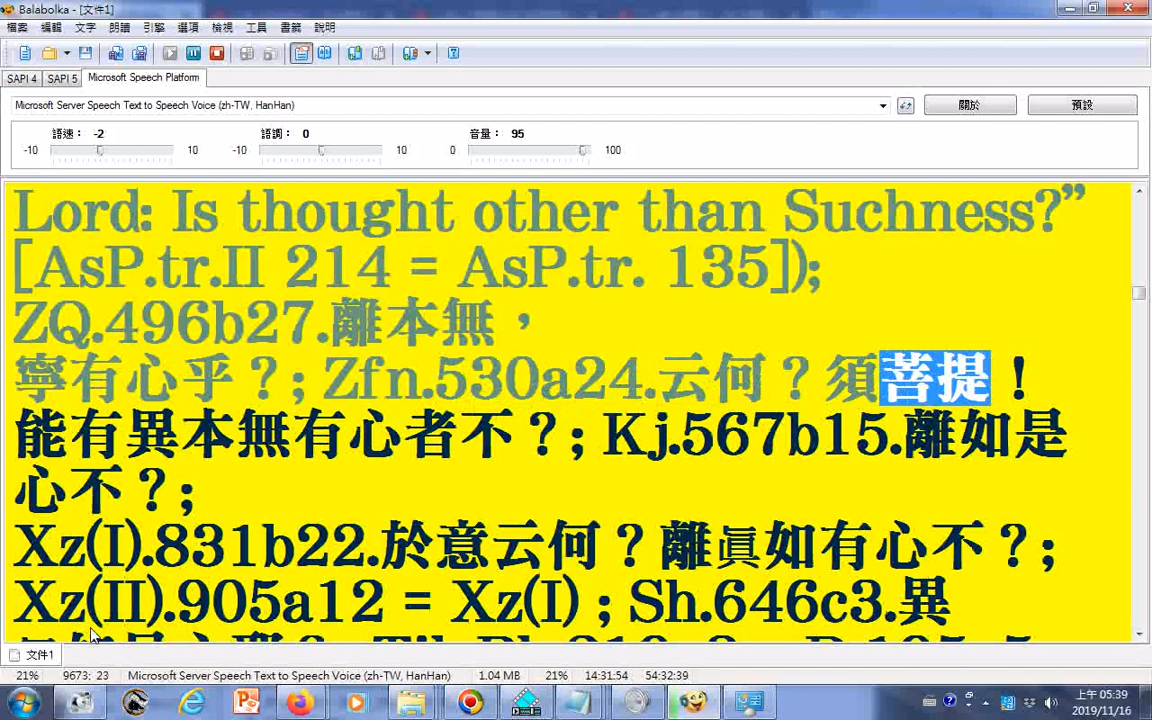 Balabolka - [文件1]
檔案 編輯 文字 朗讀 引擎 選項 檢視 工具 書籤 說明
SAPI 4 SAPI 5 Microsoft Speech Platform
Microsoft Server Speech Text to Speech Voice (zh-TW, HanHan) 關於 預設
語速： -2 語調： 0 音量： 95
-10 10 -10 10 0 100
Lord: Is thought other than Suchness?”
[AsP.tr.II 214 = AsP.tr. 135]);
ZQ.496b27.離本無，
寧有心乎？; Zfn.530a24.云何？須菩提！
能有異本無有心者不？; Kj.567b15.離如是
心不？;
Xz(I).831b22.於意云何？離眞如有心不？;
Xz(II).905a12 = Xz(I) ; Sh.646c3.異
文件1
21% 9673: 23 Microsoft Server Speech Text to Speech Voice (zh-TW, HanHan) 1.04 MB 21% 14:31:54 54:32:39
上午 05:39
2019/11/16